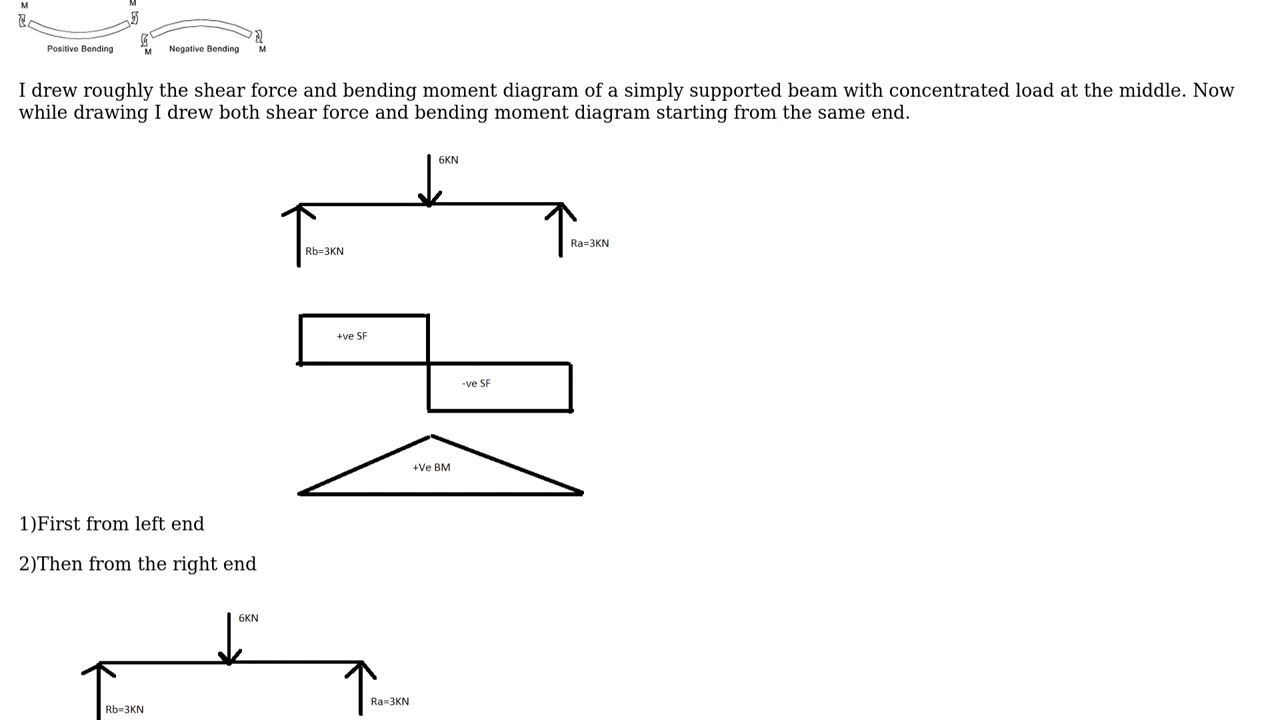 M
M
Positive Bending
M
Negative Bending
M
I drew roughly the shear force and bending moment diagram of a simply supported beam with concentrated load at the middle. Now
while drawing I drew both shear force and bending moment diagram starting from the same end.
6KN
Rb=3KN
Ra=3KN
+ve SF
-ve SF
+Ve BM
1)First from left end
2)Then from the right end
6KN
Rb=3KN
Ra=3KN